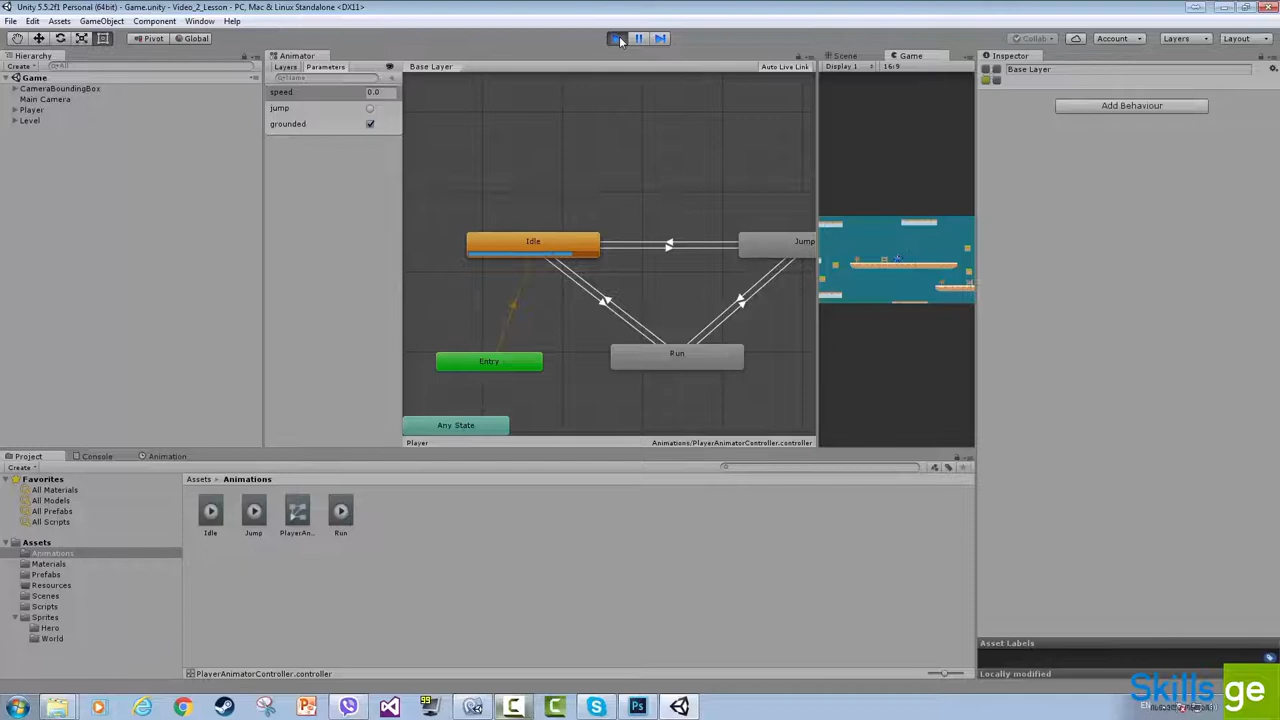 Unity 5.5.2f1 Personal (64bit) - Game.unity - Video_2_Lesson - PC, Mac & Linux Standalone <DX11>
File Edit Assets GameObject Component Window Help
Pivot Global Collab Account Layers Layout
Hierarchy
Create All
Game
CameraBoundingBox
Main Camera
Player
Level
Animator
Layers Parameters
Name
speed 0.0
jump
grounded
Base Layer Auto Live Link
Idle
Jump
Run
Entry
Any State
Player Animations/PlayerAnimatorController.controller
Scene Game
Display 1 16:9
Inspector
Base Layer
Add Behaviour
Project Console Animation
Create
Favorites
All Materials
All Models
All Prefabs
All Scripts
Assets
Animations
Materials
Prefabs
Resources
Scenes
Scripts
Sprites
Hero
World
Assets Animations
Idle Jump PlayerAn... Run
PlayerAnimatorController.controller
Asset Labels
Locally modified
Skills ge